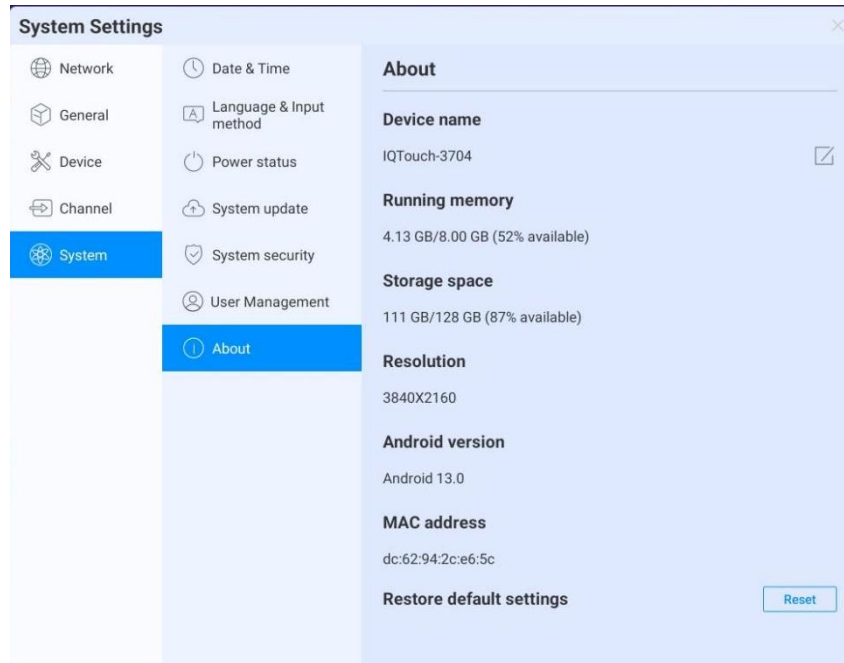 System Settings
Network
General
Device
Channel
System
Date & Time
Language & Input
method
Power status
System update
System security
User Management
About
About
Device name
IQTouch-3704
Running memory
4.13 GB/8.00 GB (52% available)
Storage space
111 GB/128 GB (87% available)
Resolution
3840X2160
Android version
Android 13.0
MAC address
dc:62:94:2c:e6:5c
Restore default settings
Reset